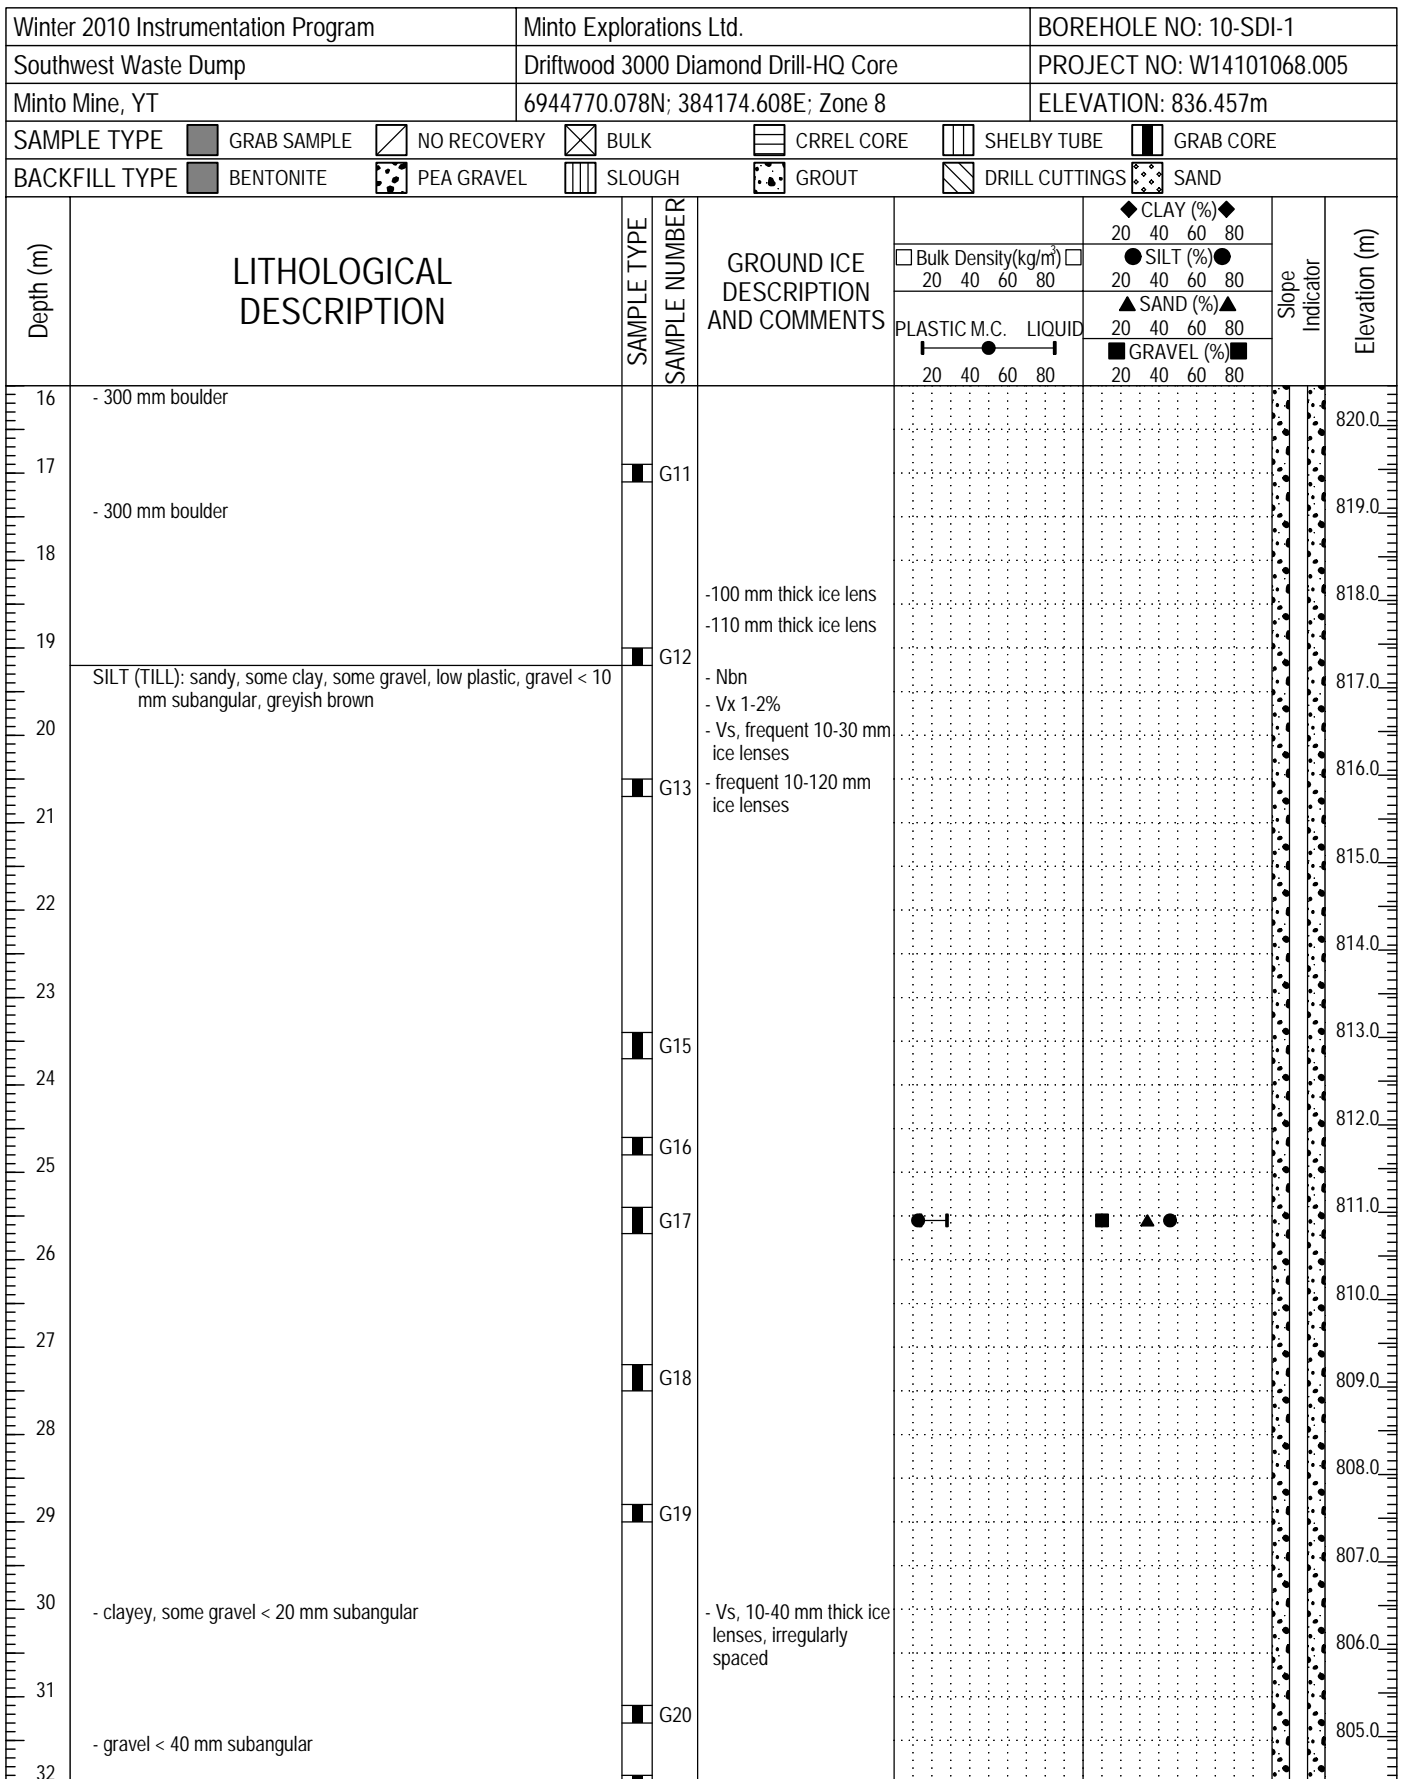 Winter 2010 Instrumentation Program
Minto Explorations Ltd.
BOREHOLE NO: 10-SDI-1
Southwest Waste Dump
Driftwood 3000 Diamond Drill-HQ Core
PROJECT NO: W14101068.005
Minto Mine, YT
6944770.078N; 384174.608E; Zone 8
ELEVATION: 836.457m
SAMPLE TYPE
GRAB SAMPLE
NO RECOVERY
BULK
CRREL CORE
SHELBY TUBE
GRAB CORE
BACKFILL TYPE
BENTONITE
PEA GRAVEL
SLOUGH
GROUT
DRILL CUTTINGS
SAND
Depth (m)
LITHOLOGICAL
DESCRIPTION
SAMPLE TYPE
SAMPLE NUMBER
GROUND ICE
DESCRIPTION
AND COMMENTS
Bulk Density(kg/m³)
20 40 60 80
PLASTIC M.C. LIQUID
20 40 60 80
CLAY (%)
20 40 60 80
SILT (%)
20 40 60 80
SAND (%)
20 40 60 80
GRAVEL (%)
20 40 60 80
Slope
Indicator
Elevation (m)
16
- 300 mm boulder
820.0
17
G11
- 300 mm boulder
819.0
18
-100 mm thick ice lens
818.0
-110 mm thick ice lens
19
G12
SILT (TILL): sandy, some clay, some gravel, low plastic, gravel < 10
mm subangular, greyish brown
- Nbn
817.0
- Vx 1-2%
20
- Vs, frequent 10-30 mm
ice lenses
816.0
G13
- frequent 10-120 mm
ice lenses
21
815.0
22
814.0
23
813.0
G15
24
812.0
G16
25
811.0
G17
26
810.0
27
G18
809.0
28
808.0
29
G19
807.0
30
- clayey, some gravel < 20 mm subangular
- Vs, 10-40 mm thick ice
lenses, irregularly
spaced
806.0
31
G20
805.0
- gravel < 40 mm subangular
32